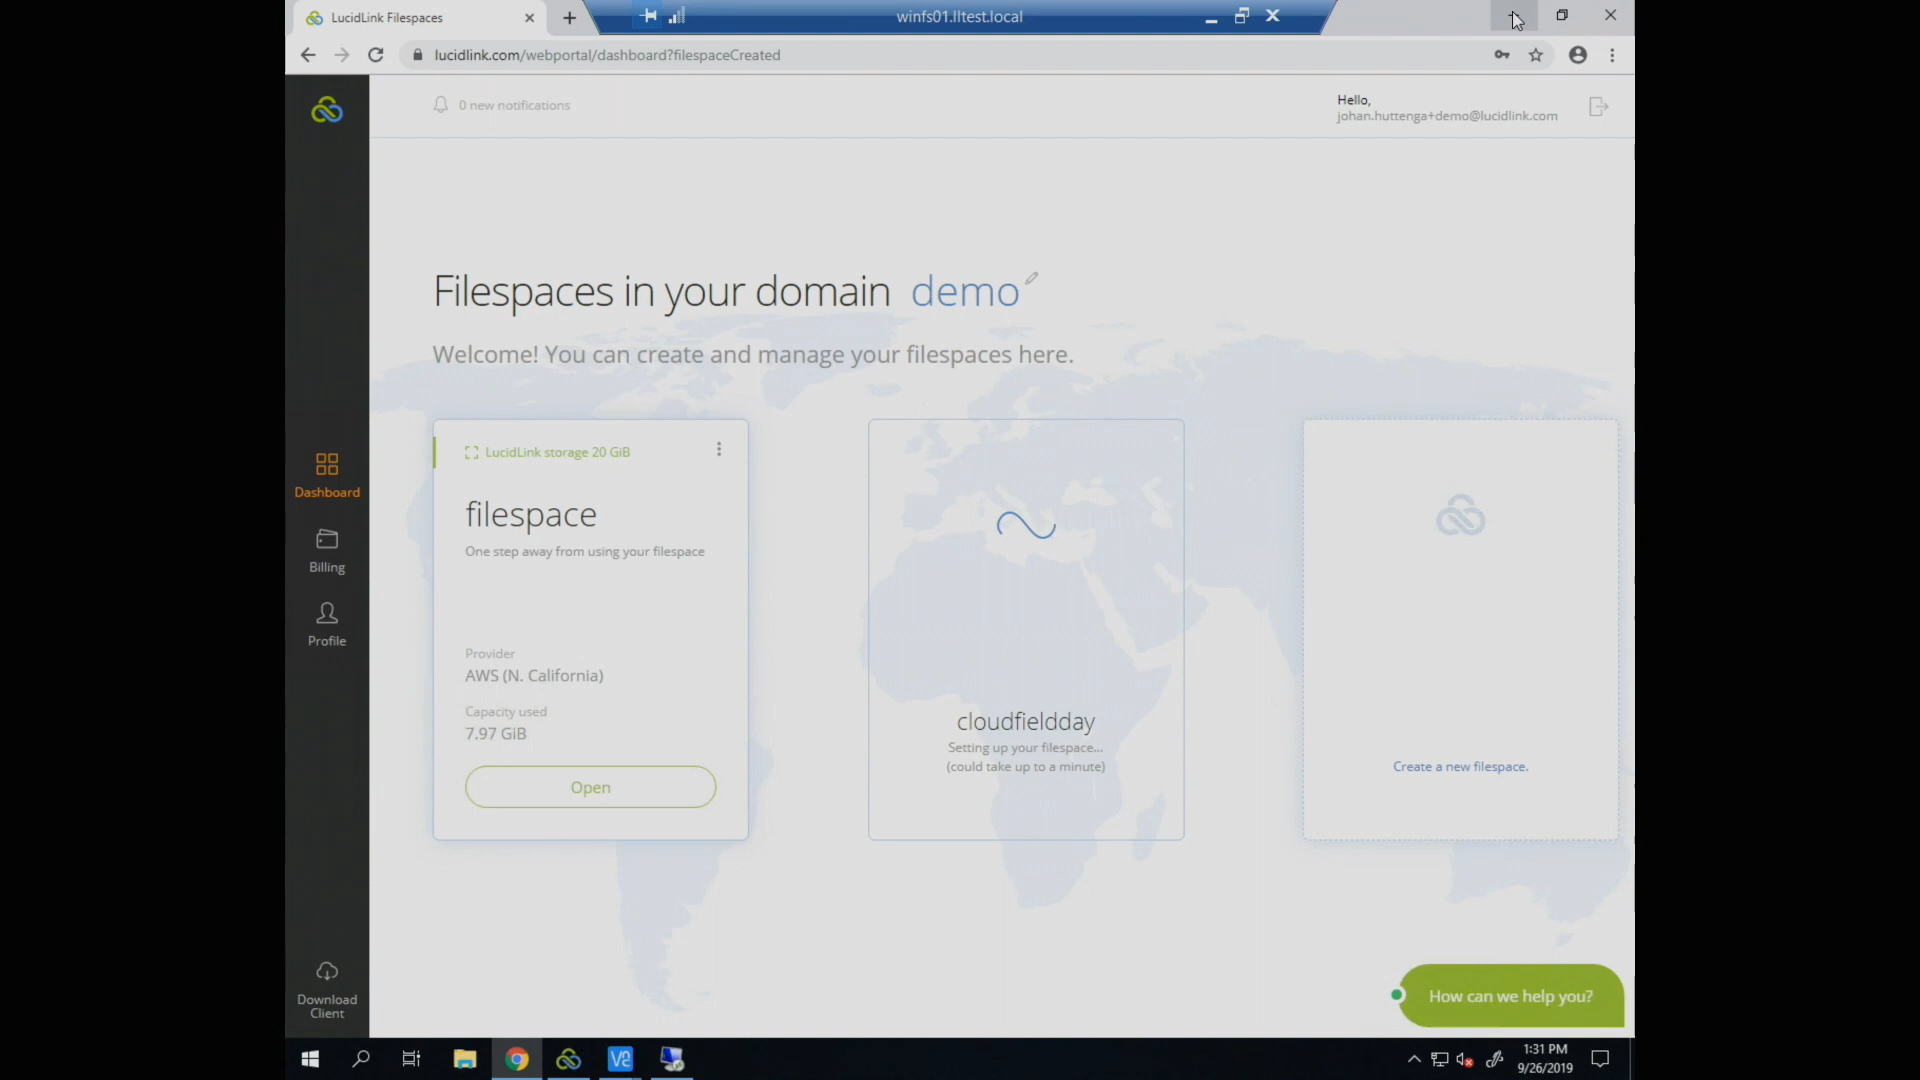 LucidLink Filespaces
winfs01.lltest.local
lucidlink.com/webportal/dashboard?filespaceCreated
0 new notifications
Hello,
johan.huttenga+demo@lucidlink.com
Filespaces in your domain demo
Welcome! You can create and manage your filespaces here.
LucidLink storage 20 GiB
filespace
One step away from using your filespace
Provider
AWS (N. California)
Capacity used
7.97 GiB
Open
cloudfieldday
Setting up your filespace...
(could take up to a minute)
Create a new filespace.
Dashboard
Billing
Profile
Download
Client
How can we help you?
1:31 PM
9/26/2019